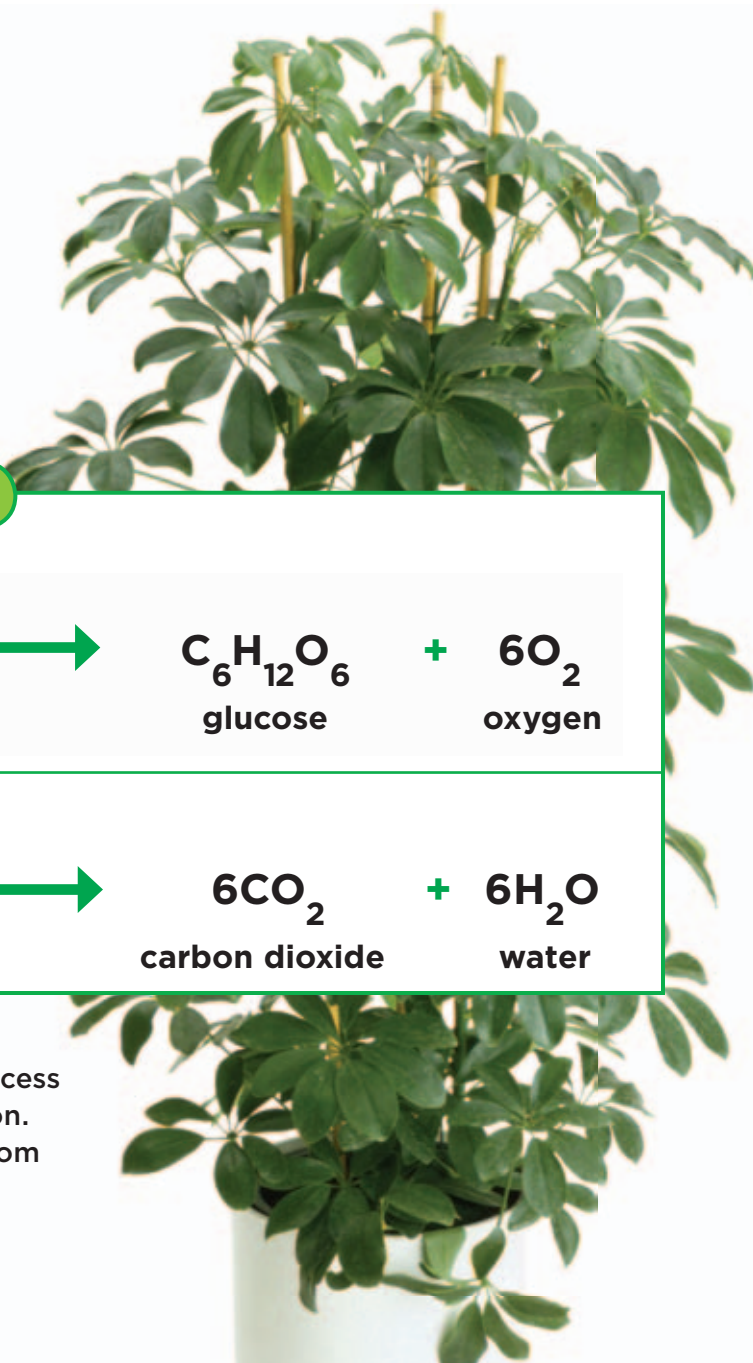 C₆H₁₂O₆ + 6O₂
glucose oxygen
6CO₂ + 6H₂O
carbon dioxide water
cess
on.
om